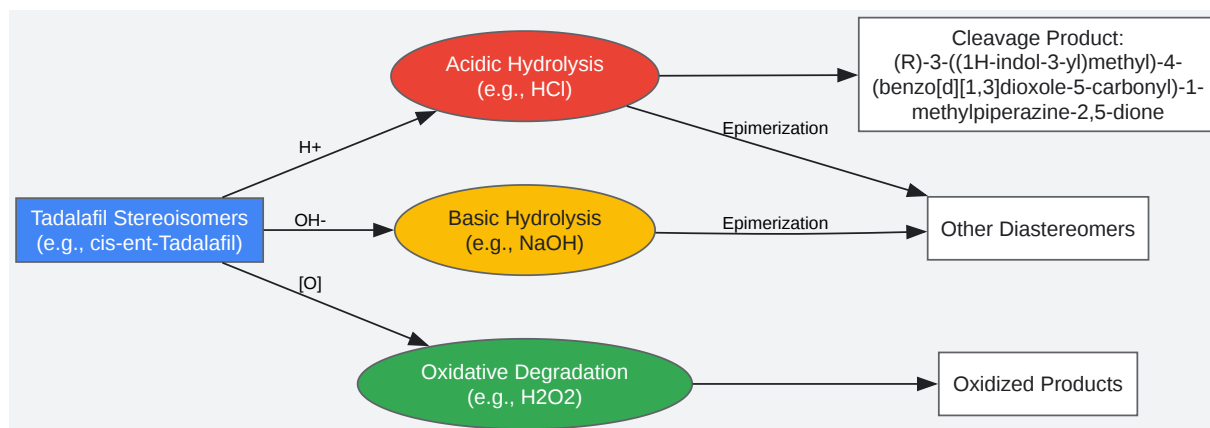 Tadalafil Stereoisomers
(e.g., cis-ent-Tadalafil)
H+
OH-
[O]
Acidic Hydrolysis
(e.g., HCl)
Basic Hydrolysis
(e.g., NaOH)
Oxidative Degradation
(e.g., H2O2)
Epimerization
Epimerization
Cleavage Product:
(R)-3-((1H-indol-3-yl)methyl)-4-
(benzo[d][1,3]dioxole-5-carbonyl)-1-
methylpiperazine-2,5-dione
Other Diastereomers
Oxidized Products